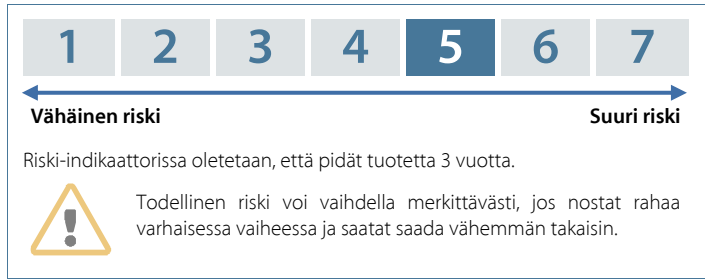 1 2 3 4 5 6 7
Vähäinen riski Suuri riski
Riski-indikaattorissa oletetaan, että pidät tuotetta 3 vuotta.
Todellinen riski voi vaihdella merkittävästi, jos nostat rahaa
varhaisessa vaiheessa ja saatat saada vähemmän takaisin.